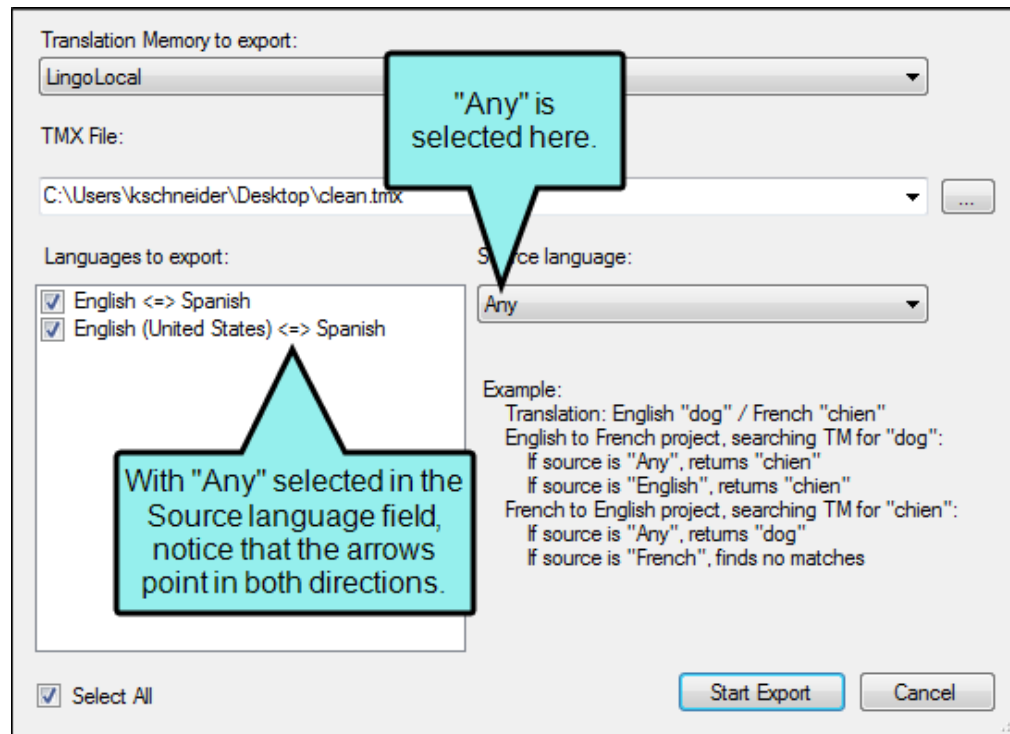 Translation Memory to export:
LingoLocal
"Any" is
selected here.
TMX File:
C:\Users\kschneider\Desktop\clean.tmx
...
Languages to export:
Source language:
English <=> Spanish
English (United States) <=> Spanish
Any
With "Any" selected in the
Source language field,
notice that the arrows
point in both directions.
Example:
Translation: English "dog" / French "chien"
English to French project, searching TM for "dog":
If source is "Any", returns "chien"
If source is "English", returns "chien"
French to English project, searching TM for "chien":
If source is "Any", returns "dog"
If source is "French", finds no matches
Select All
Start Export
Cancel